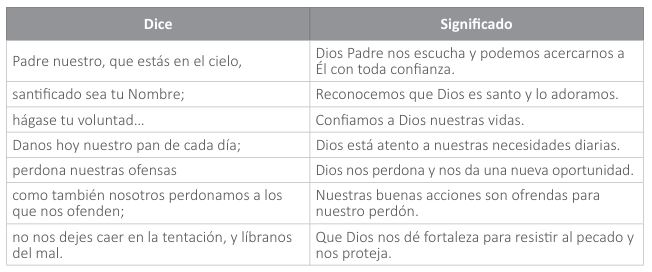 Dice Significado
Padre nuestro, que estás en el cielo,
Dios Padre nos escucha y podemos acercarnos a
Él con toda confianza.
santificado sea tu Nombre;
Reconocemos que Dios es santo y lo adoramos.
hágase tu voluntad...
Confiamos a Dios nuestras vidas.
Danos hoy nuestro pan de cada día;
Dios está atento a nuestras necesidades diarias.
perdona nuestras ofensas
Dios nos perdona y nos da una nueva oportunidad.
como también nosotros perdonamos a los
que nos ofenden;
Nuestras buenas acciones son ofrendas para
nuestro perdón.
no nos dejes caer en la tentación, y líbranos
del mal.
Que Dios nos dé fortaleza para resistir al pecado y
nos proteja.